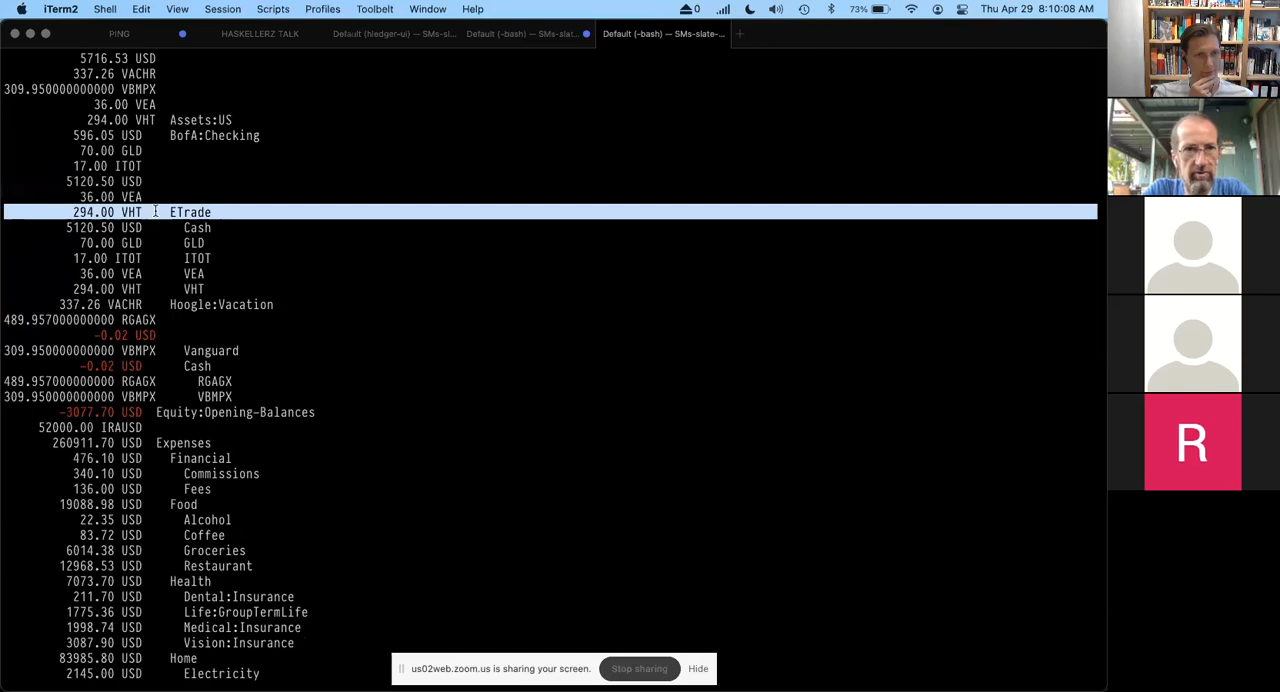 iTerm2 Shell Edit View Session Scripts Profiles Toolbelt Window Help 0 73% Thu Apr 29 8:10:08 AM
PING HASKELLERZ TALK Default (hledger-ui) — SMs-sl... Default (-bash) — SMs-slat... Default (-bash) — SMs-slate-... +
5716.53 USD
337.26 VACHR
309.950000000000 VBMPX
36.00 VEA
294.00 VHT Assets:US
596.05 USD BofA:Checking
70.00 GLD
17.00 ITOT
5120.50 USD
36.00 VEA
294.00 VHT ETrade
5120.50 USD Cash
70.00 GLD GLD
17.00 ITOT ITOT
36.00 VEA VEA
294.00 VHT VHT
337.26 VACHR Hoogle:Vacation
489.957000000000 RGAGX
-0.02 USD
309.950000000000 VBMPX Vanguard
-0.02 USD Cash
489.957000000000 RGAGX RGAGX
309.950000000000 VBMPX VBMPX
-3077.70 USD Equity:Opening-Balances
52000.00 IRAUSD
260911.70 USD Expenses
476.10 USD Financial
340.10 USD Commissions
136.00 USD Fees
19088.98 USD Food
22.35 USD Alcohol
83.72 USD Coffee
6014.38 USD Groceries
12968.53 USD Restaurant
7073.70 USD Health
211.70 USD Dental:Insurance
1775.36 USD Life:GroupTermLife
1998.74 USD Medical:Insurance
3087.90 USD Vision:Insurance
83985.80 USD Home
2145.00 USD Electricity
us02web.zoom.us is sharing your screen. Stop sharing Hide
R